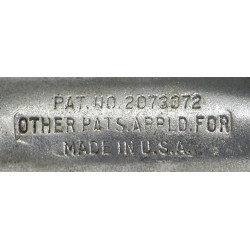 PAT. NO. 2073072
OTHER PATS. APPLD. FOR
MADE IN U.S.A.